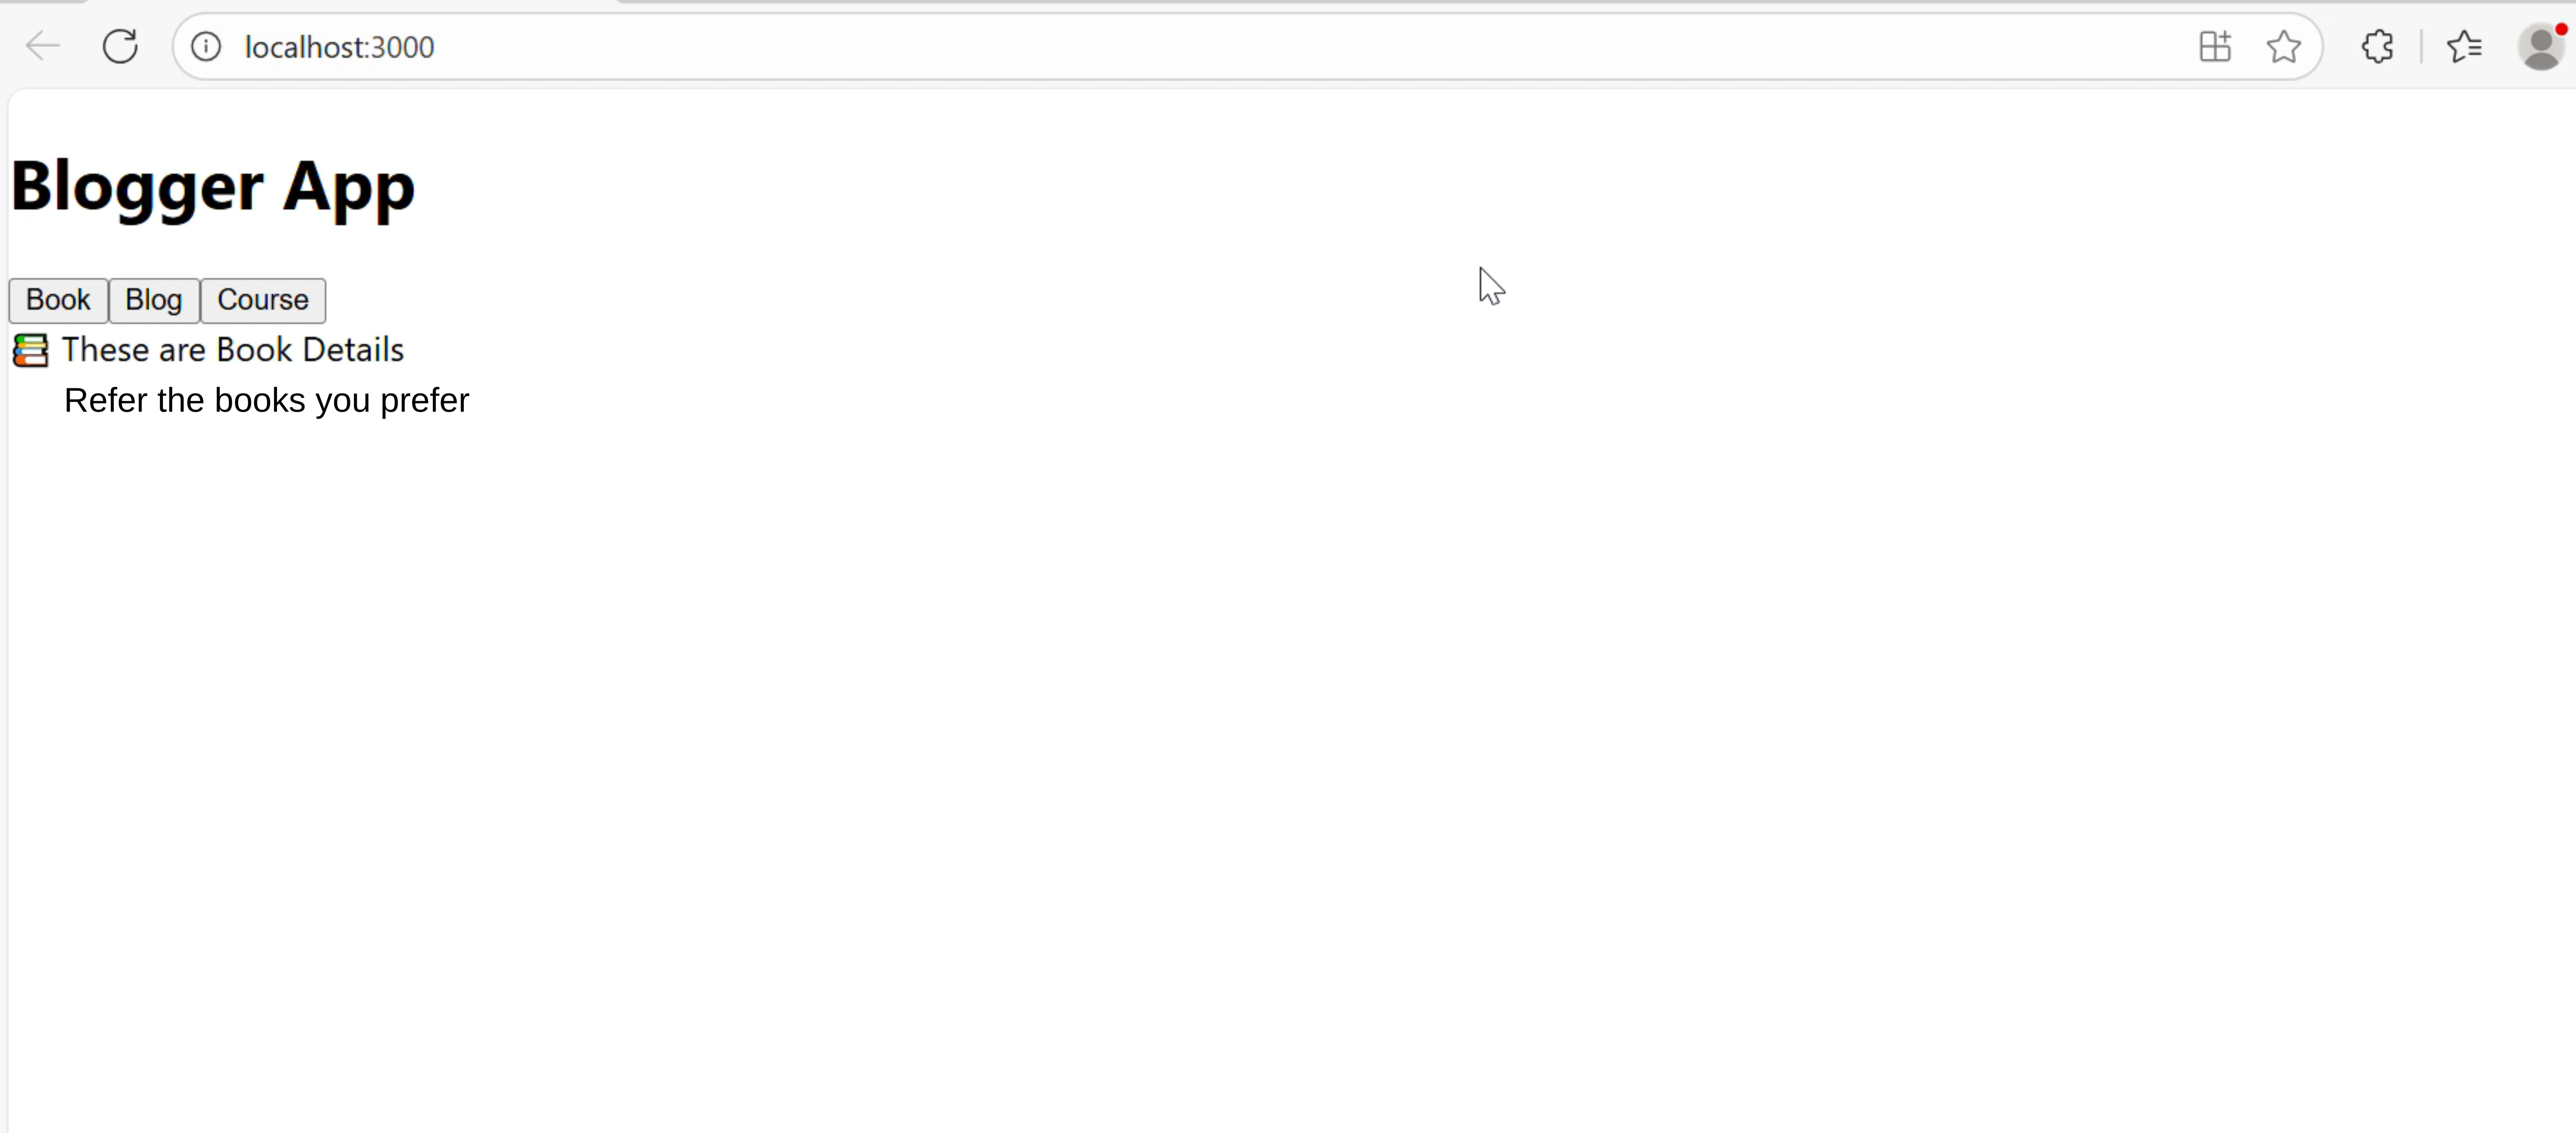 localhost:3000
Blogger App
Book Blog Course
📚 These are Book Details
Refer the books you prefer